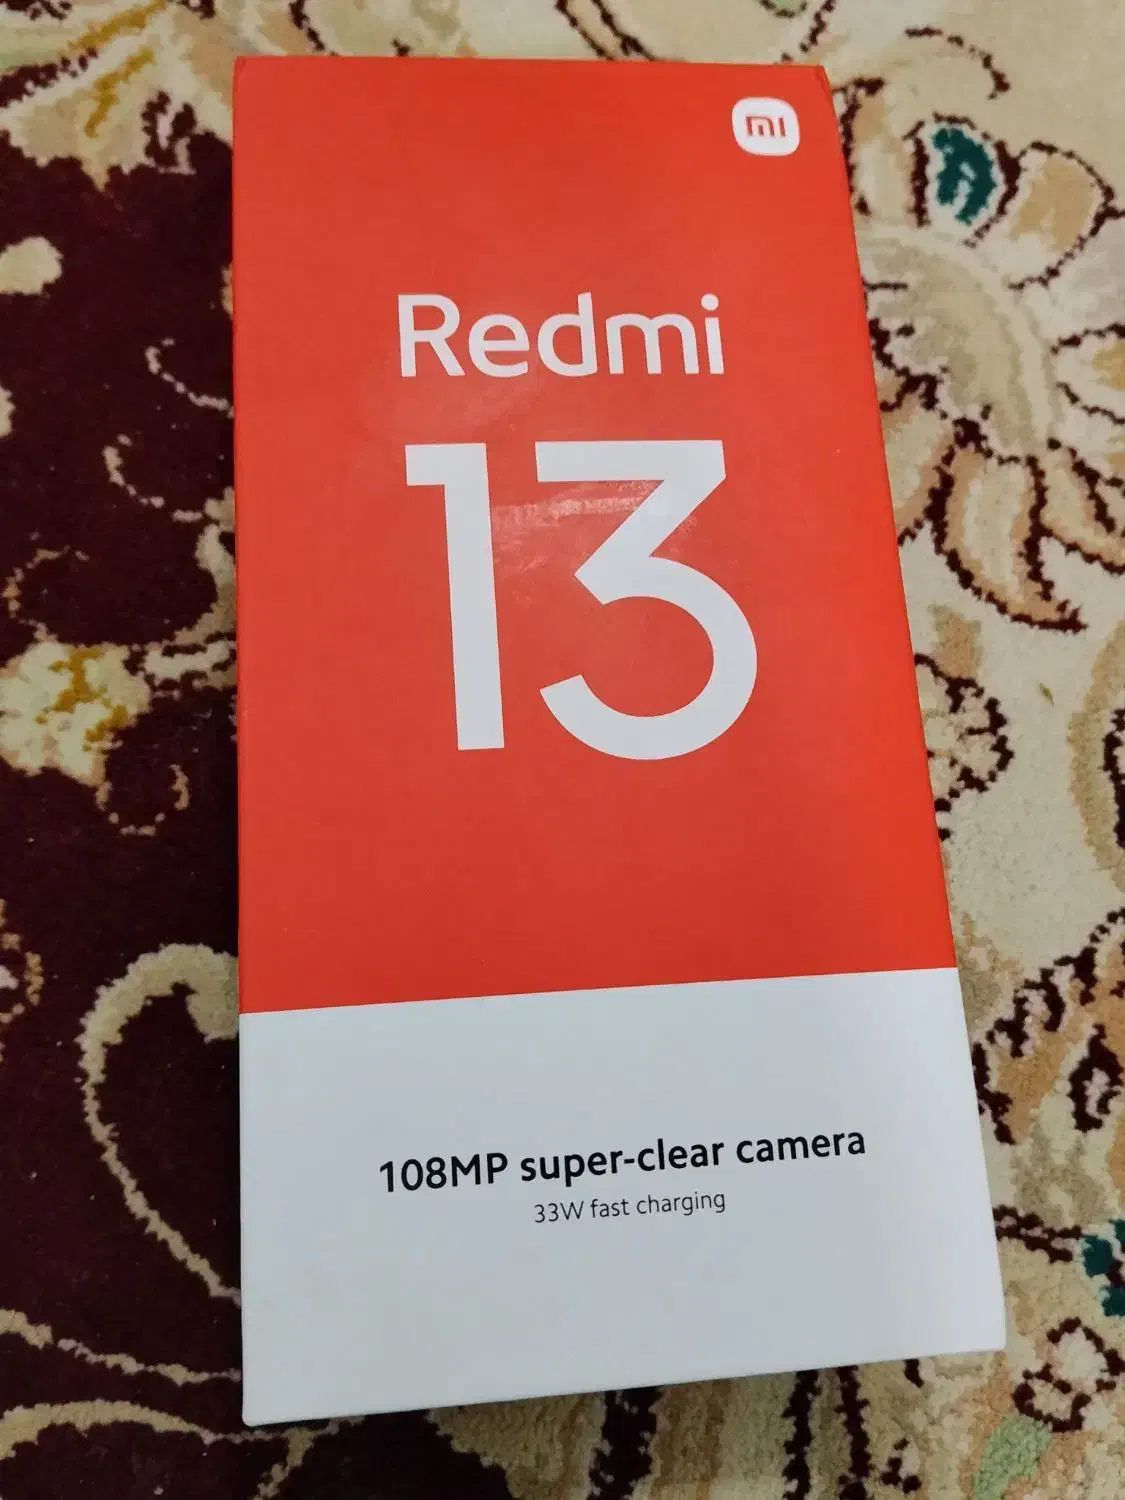 mi
Redmi
13
108MP super-clear camera
33W fast charging